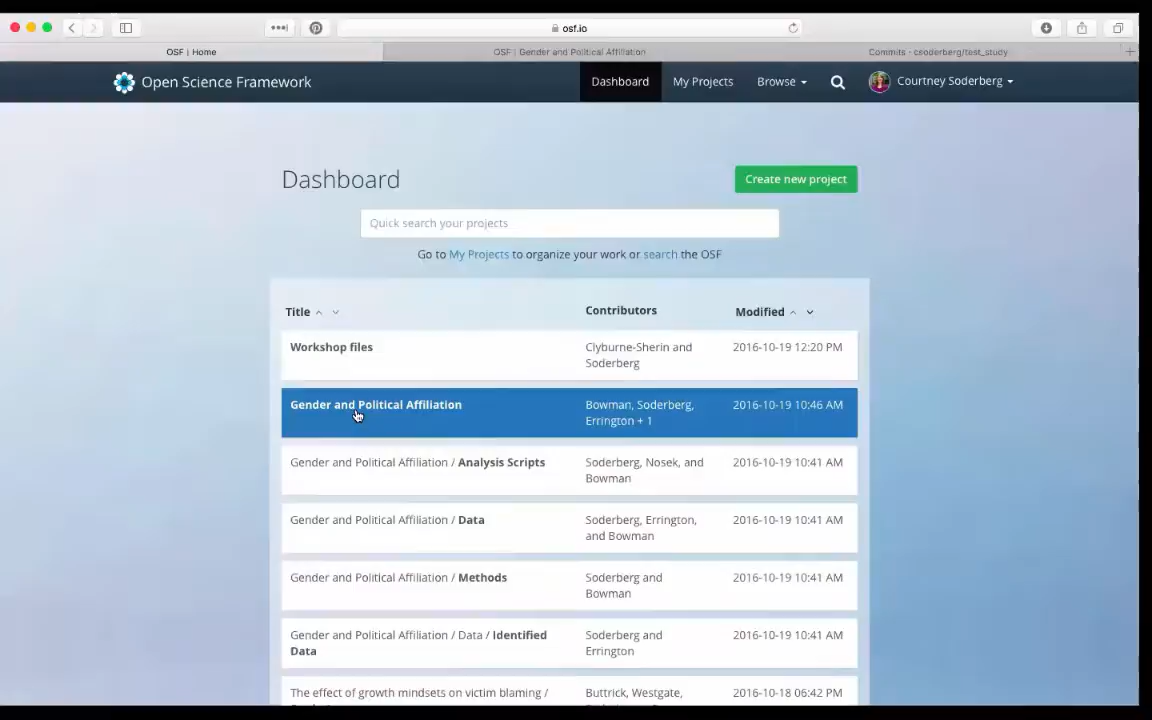 osf.io
OSF | Home
OSF | Gender and Political Affiliation
Commits · csoderberg/test_study
Open Science Framework
Dashboard
My Projects
Browse
Courtney Soderberg
Dashboard
Create new project
Quick search your projects
Go to My Projects to organize your work or search the OSF
Title
Contributors
Modified
Workshop files
Clyburne-Sherin and
Soderberg
2016-10-19 12:20 PM
Gender and Political Affiliation
Bowman, Soderberg,
Errington + 1
2016-10-19 10:46 AM
Gender and Political Affiliation / Analysis Scripts
Soderberg, Nosek, and
Bowman
2016-10-19 10:41 AM
Gender and Political Affiliation / Data
Soderberg, Errington,
and Bowman
2016-10-19 10:41 AM
Gender and Political Affiliation / Methods
Soderberg and
Bowman
2016-10-19 10:41 AM
Gender and Political Affiliation / Data / Identified
Data
Soderberg and
Errington
2016-10-19 10:41 AM
The effect of growth mindsets on victim blaming /
Buttrick, Westgate,
2016-10-18 06:42 PM